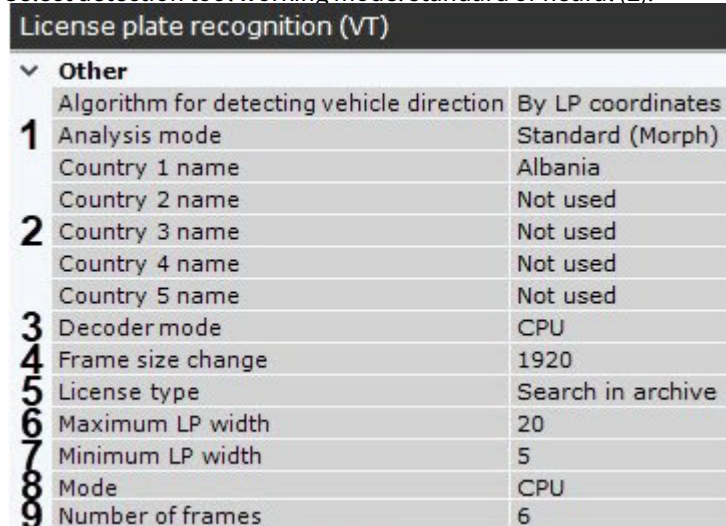 License plate recognition (VT)
Other
Algorithm for detecting vehicle direction By LP coordinates
1 Analysis mode Standard (Morph)
Country 1 name Albania
Country 2 name Not used
2 Country 3 name Not used
Country 4 name Not used
Country 5 name Not used
3 Decoder mode CPU
4 Frame size change 1920
5 License type Search in archive
6 Maximum LP width 20
7 Minimum LP width 5
8 Mode CPU
9 Number of frames 6